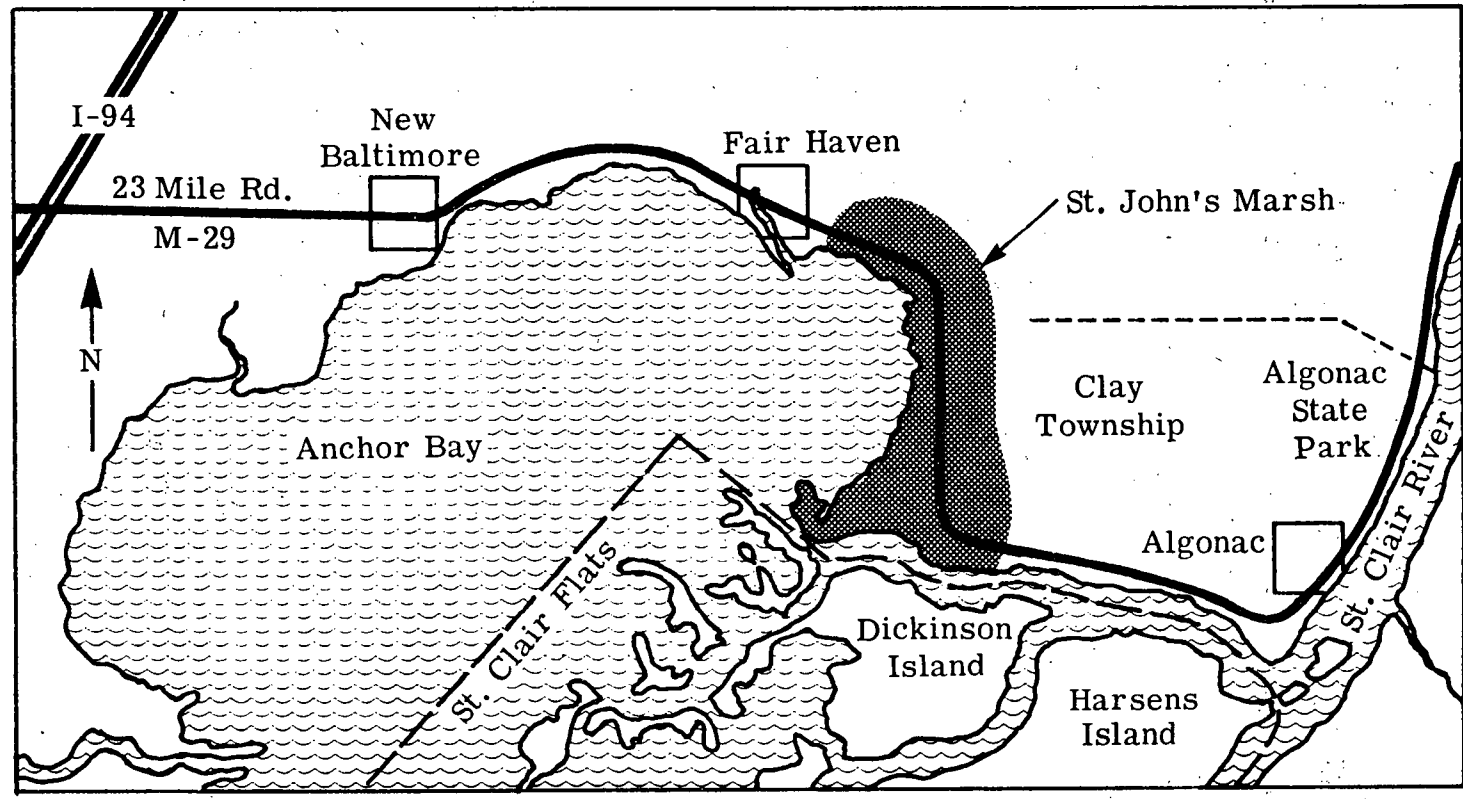 I-94
New
Baltimore
Fair Haven
23 Mile Rd.
M-29
St. John's Marsh
N
Anchor Bay
Clay
Township
Algonac
State
Park
St. Clair River
St. Clair Flats
Algonac
Dickinson
Island
Harsens
Island